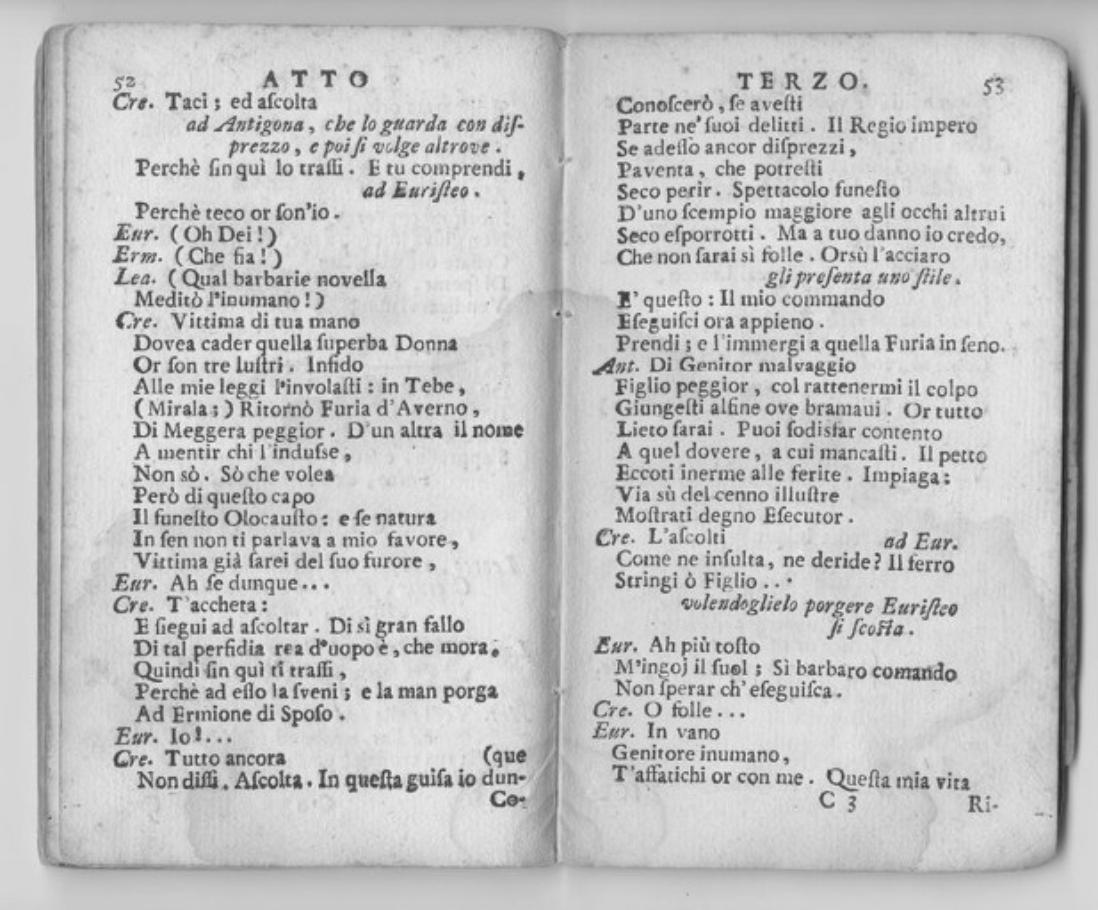 52 ATTO
Cre. Taci ; ed aſcolta
ad Antigona, che lo guarda con diſ-
prezzo, e poi ſi volge altrove.
Perchè ſin quì lo traſſi. E tu comprendi,
ad Euriſteo.
Perchè teco or ſon'io.
Eur. (Oh Dei!)
Erm. (Che fia!)
Lea. (Qual barbarie novella
Meditò l'inumano!)
Cre. Vittima di tua mano
Dovea cader quella ſuperba Donna
Or ſon tre luſtri. Infido
Alle mie leggi l'involaſti: in Tebe,
(Mirala;) Ritornò Furia d'Averno,
Di Meggera peggior. D'un altra il nome
A mentir chi l'induſse,
Non sò. Sò che volea
Però di queſto capo
Il funeſto Olocauſto: e ſe natura
In ſen non ti parlava a mio favore,
Vittima già ſarei del ſuo furore,
Eur. Ah ſe dunque...
Cre. T'accheta:
E ſiegui ad aſcoltar. Di sì gran fallo
Di tal perfidia rea d'uopo è, che mora.
Quindi ſin quì ti traſſi,
Perchè ad eſſo la ſveni; e la man porga
Ad Ermione di Spoſo.
Eur. Io!...
Cre. Tutto ancora (que
Non diſſi. Aſcolta. In queſta guiſa io dun-
Co-
TERZO. 53
Conoſcerò, ſe aveſti
Parte ne' ſuoi delitti. Il Regio impero
Se adeſſo ancor diſprezzi,
Paventa, che potreſti
Seco perir. Spettacolo funeſto
D'uno ſcempio maggiore agli occhi altrui
Seco eſporrotti. Ma a tuo danno io credo,
Che non ſarai sì folle. Orsù l'acciaro
gli preſenta uno ſtile.
E' queſto: Il mio commando
Eſeguiſci ora appieno.
Prendi; e l'immergi a quella Furia in ſeno.
Ant. Di Genitor malvaggio
Figlio peggior, col rattenermi il colpo
Giungeſti alfine ove bramaui. Or tutto
Lieto ſarai. Puoi ſodisfar contento
A quel dovere, a cui mancaſti. Il petto
Eccoti inerme alle ferite. Impiaga:
Via sù del cenno illuſtre
Moſtrati degno Eſecutor.
Cre. L'aſcolti ad Eur.
Come ne inſulta, ne deride? Il ferro
Stringi ò Figlio...
volendoglielo porgere Euriſteo
ſi ſcoſta.
Eur. Ah più toſto
M'ingoj il ſuol; Sì barbaro comando
Non ſperar ch' eſeguiſca.
Cre. O folle...
Eur. In vano
Genitore inumano,
T'affatichi or con me. Queſta mia vita
C 3 Ri-